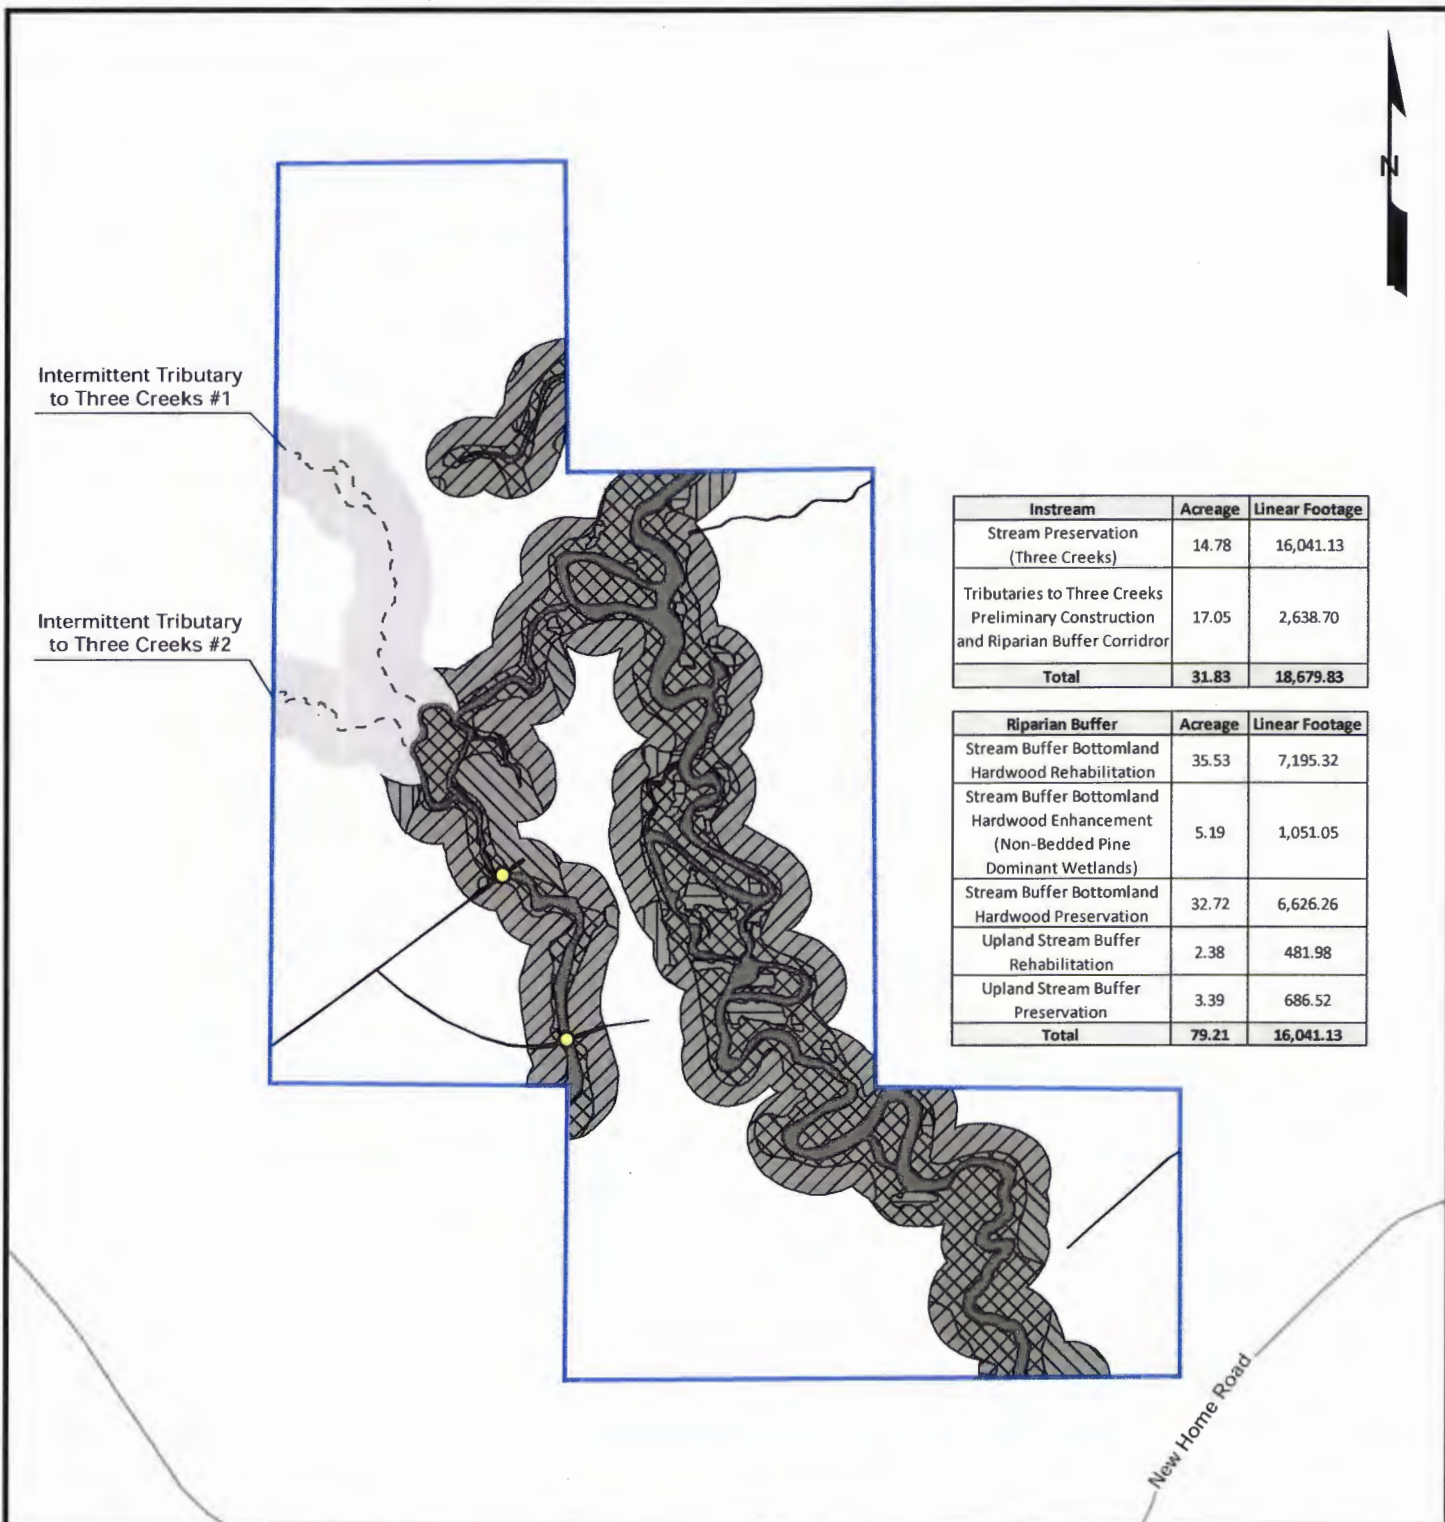 N
Intermittent Tributary
to Three Creeks #1
Intermittent Tributary
to Three Creeks #2
Instream Acreage Linear Footage
Stream Preservation
(Three Creeks) 14.78 16,041.13
Tributaries to Three Creeks
Preliminary Construction
and Riparian Buffer Corridror 17.05 2,638.70
Total 31.83 18,679.83
Riparian Buffer Acreage Linear Footage
Stream Buffer Bottomland
Hardwood Rehabilitation 35.53 7,195.32
Stream Buffer Bottomland
Hardwood Enhancement
(Non-Bedded Pine
Dominant Wetlands) 5.19 1,051.05
Stream Buffer Bottomland
Hardwood Preservation 32.72 6,626.26
Upland Stream Buffer
Rehabilitation 2.38 481.98
Upland Stream Buffer
Preservation 3.39 686.52
Total 79.21 16,041.13
New Home Road